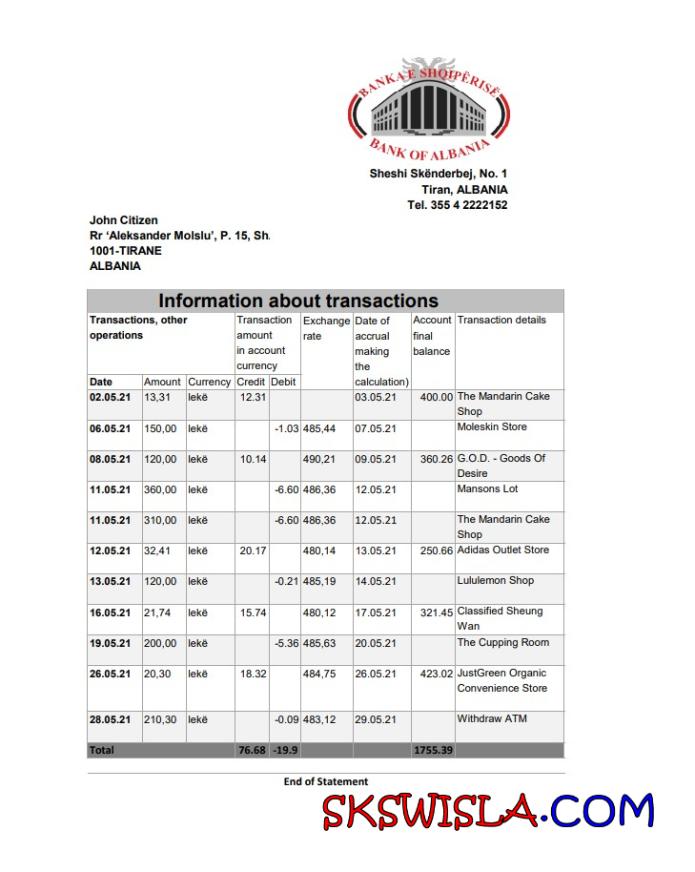 BANKA E SHQIPËRISË
BANK OF ALBANIA
Sheshi Skënderbej, No. 1
Tiran, ALBANIA
Tel. 355 4 2222152
John Citizen
Rr ‘Aleksander Molslu’, P. 15, Sh.
1001-TIRANE
ALBANIA
Information about transactions
Transactions, other operations Transaction amount in account currency Exchange rate Date of accrual making the calculation) Account final balance Transaction details
Date Amount Currency Credit Debit
02.05.21 13,31 lekë 12.31 03.05.21 400.00 The Mandarin Cake Shop
06.05.21 150,00 lekë -1.03 485,44 07.05.21 Moleskin Store
08.05.21 120,00 lekë 10.14 490,21 09.05.21 360.26 G.O.D. - Goods Of Desire
11.05.21 360,00 lekë -6.60 486,36 12.05.21 Mansons Lot
11.05.21 310,00 lekë -6.60 486,36 12.05.21 The Mandarin Cake Shop
12.05.21 32,41 lekë 20.17 480,14 13.05.21 250.66 Adidas Outlet Store
13.05.21 120,00 lekë -0.21 485,19 14.05.21 Lululemon Shop
16.05.21 21,74 lekë 15.74 480,12 17.05.21 321.45 Classified Sheung Wan
19.05.21 200,00 lekë -5.36 485,63 20.05.21 The Cupping Room
26.05.21 20,30 lekë 18.32 484,75 26.05.21 423.02 JustGreen Organic Convenience Store
28.05.21 210,30 lekë -0.09 483,12 29.05.21 Withdraw ATM
Total 76.68 -19.9 1755.39
End of Statement
SKSWISLA.COM